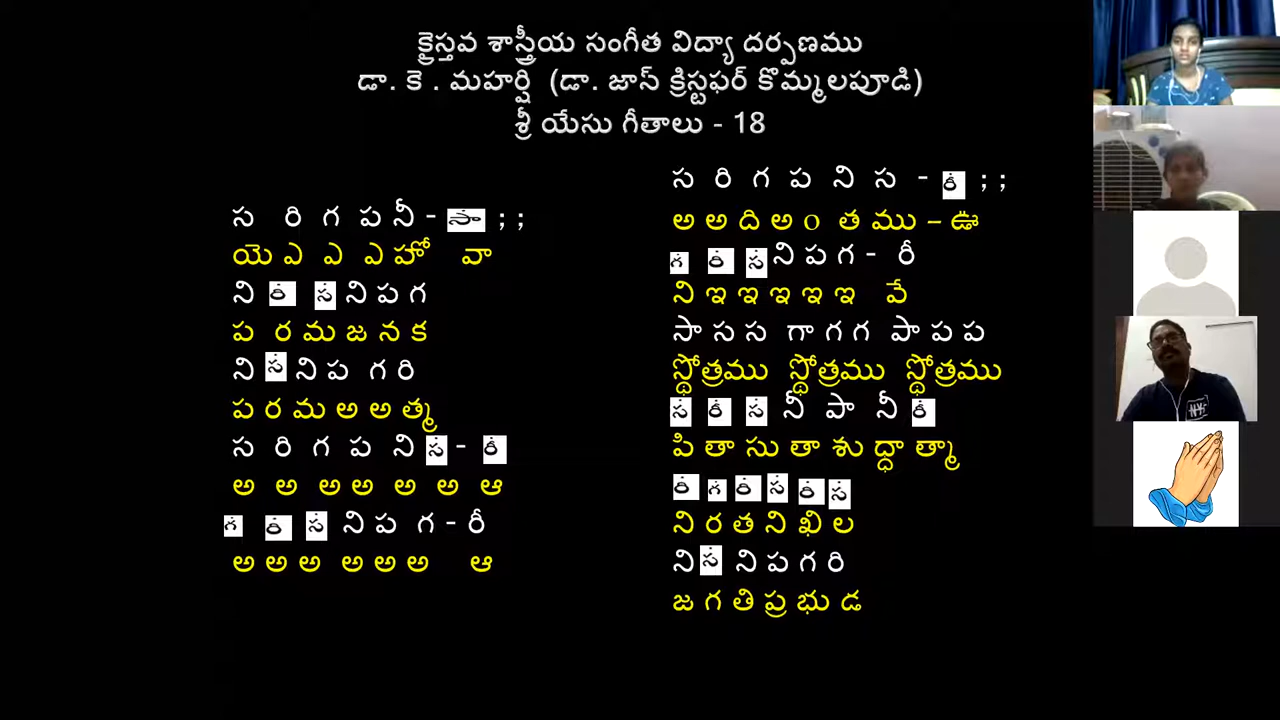 క్రైస్తవ శాస్త్రీయ సంగీత విద్యా దర్పణము
డా. కె . మహర్షి (డా. జాస్ క్రిస్టఫర్ కొమ్మలపూడి)
శ్రీ యేసు గీతాలు - 18
స రి గ ప నీ - సా ; ;
యె ఎ ఎ ఎ హో వా
ని రి స ని ప గ
ప ర మ జ న క
ని స ని ప గ రి
ప ర మ అ అ త్మ
స రి గ ప ని స - రీ
అ అ అ అ అ అ ఆ
గ రి స ని ప గ - రీ
అ అ అ అ అ అ ఆ
స రి గ ప ని స - రీ ; ;
అ అ ది అ ం త ము – ఊ
గ రి స ని ప గ - రీ
ని ఇ ఇ ఇ ఇ ఇ వే
సా స స గా గ గ పా ప ప
స్థోత్రము స్థోత్రము స్థోత్రము
స రీ స నీ పా నీ రీ
పి తా సు తా శు ద్ధా త్మా
రి గ రి స రి స
ని ర త ని ఖి ల
ని స ని ప గ రి
జ గ తి ప్ర భు డ